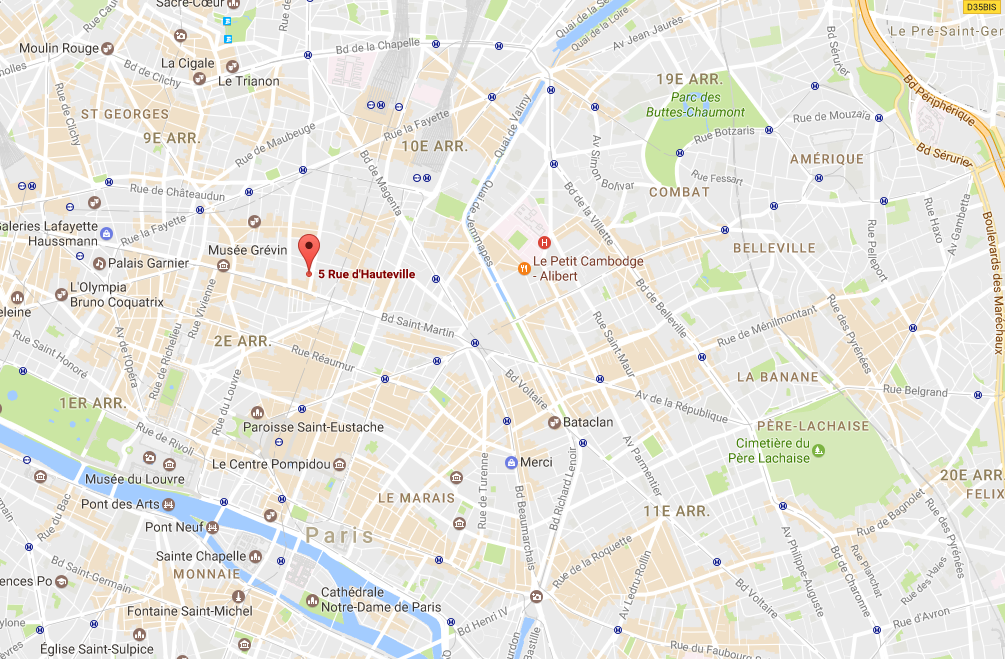 Sacré-Cœur
D35BIS
Le Pré-Saint-Ger
Quai de la Loire
Av Jean Jaurès
Bd de la Chapelle
Moulin Rouge
La Cigale
Le Trianon
Bd de Clichy
Rue de Clichy
Bd Sérurier
19E ARR.
Parc des
Buttes-Chaumont
Bd Périphérique
ST GEORGES
9E ARR.
Rue de Maubeuge
Rue la Fayette
10E ARR.
Quai de Valmy
Rue de Mouzaïa
Rue Botzaris
Av Simon Bolivar
Bd Sérurier
AMÉRIQUE
Bd de Magenta
Rue Fessart
COMBAT
Rue de Châteaudun
Quai de Jemmapes
Bd de la Villette
Rue Haxo
Av Gambetta
Rue la Fayette
Galeries Lafayette
Haussmann
Musée Grévin
Palais Garnier
5 Rue d'Hauteville
Le Petit Cambodge
- Alibert
BELLEVILLE
Rue Pelleport
Boulevards des Maréchaux
L'Olympia
Bruno Coquatrix
eleine
Rue Vivienne
Rue de Richelieu
Av de l'Opéra
Bd Saint-Martin
Bd de Belleville
Rue de Ménilmontant
Rue des Pyrénées
Rue Saint Honoré
2E ARR.
Rue Réaumur
Rue Saint-Maur
Rue du Louvre
Bd Voltaire
LA BANANE
Rue Belgrand
1ER ARR.
Av de la République
Paroisse Saint-Eustache
Bataclan
PÈRE-LACHAISE
Cimetière du
Père Lachaise
Rue de Rivoli
Le Centre Pompidou
Merci
Av Parmentier
Musée du Louvre
Rue de Turenne
Bd Richard Lenoir
20E ARR
FELIX
LE MARAIS
Bd Beaumarchais
11E ARR.
Rue de Bagnolet
Pont des Arts
Rue du Bac
Pont Neuf
Paris
Rue des Pyrénées
Sainte Chapelle
Rue de la Roquette
Av Philippe-Auguste
Bd de Charonne
Rue Planchat
Rue des Haies
Bd Saint-Germain
MONNAIE
ences Po
Av Ledru-Rollin
Bd Voltaire
Cathédrale
Notre-Dame de Paris
Fontaine Saint-Michel
Bd Henri IV
Rue d'Avron
Église Saint-Sulpice
Bastille
Rue du Faubourg